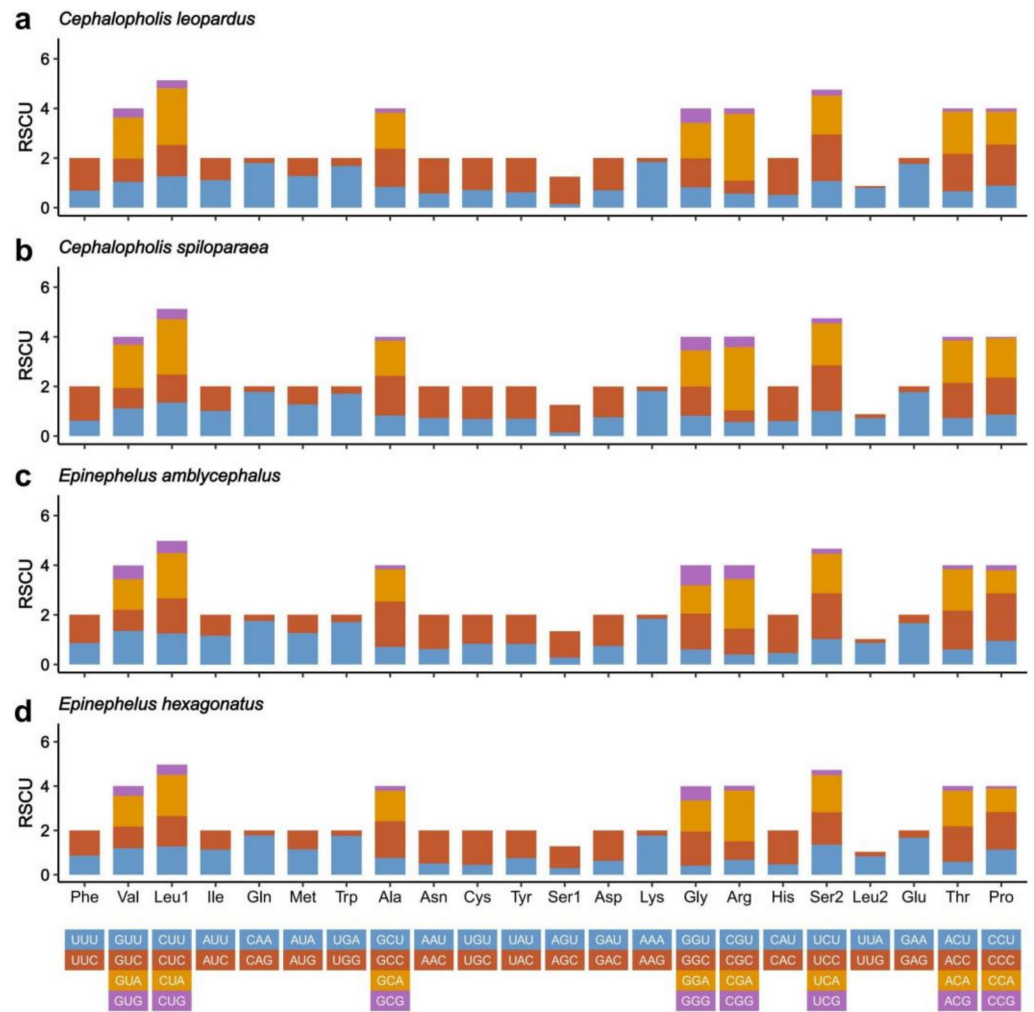 a Cephalopholis leopardus
6
4
2
0
RSCU
b Cephalopholis spiloparaea
6
4
2
0
RSCU
c Epinephelus amblycephalus
6
4
2
0
RSCU
d Epinephelus hexagonatus
6
4
2
0
RSCU
Phe Val Leu1 Ile Gln Met Trp Ala Asn Cys Tyr Ser1 Asp Lys Gly Arg His Ser2 Leu2 Glu Thr Pro
UUU GUU CUU AUU CAA AUA UGA GCU AAU UGU UAU AGU GAU AAA GGU CGU CAU UCU UUA GAA ACU CCU
UUC GUC CUC AUC CAG AUG UGG GCC AAC UGC UAC AGC GAC AAG GGC CGC CAC UCC UUG GAG ACC CCC
GUA CUA GCA GGA CGA UCA ACA CCA
GUG CUG GCG GGG CGG UCG ACG CCG